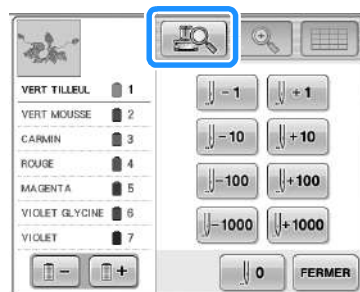 VERT TILLEUL 1
VERT MOUSSE 2
CARMIN 3
ROUGE 4
MAGENTA 5
VIOLET GLYCINE 6
VIOLET 7
- +
-1 +1
-10 +10
-100 +100
-1000 +1000
0 FERMER